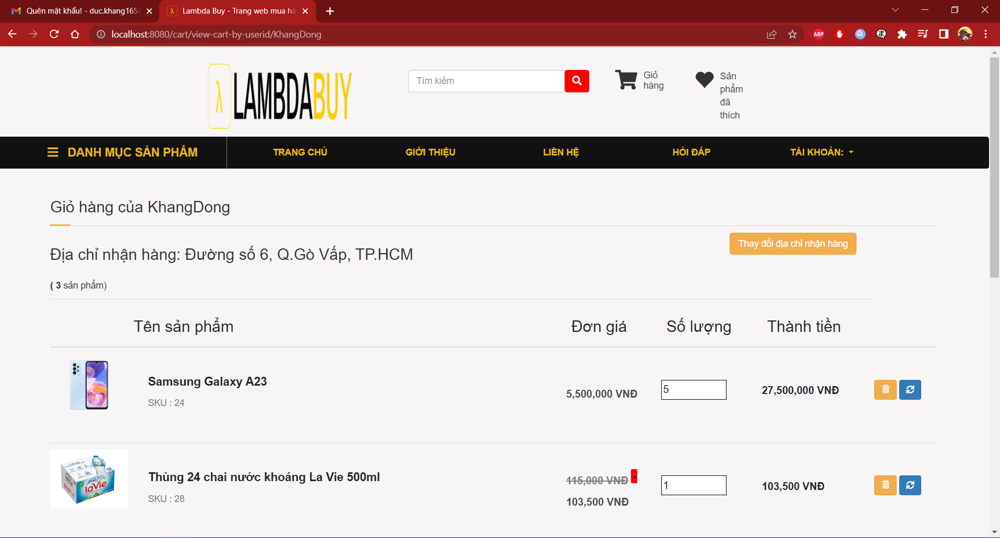 Quên mật khẩu! - duc.khang165
Lambda Buy - Trang web mua hà
localhost:8080/cart/view-cart-by-userid/KhangDong
ABP
λ LAMBDABUY
Tìm kiếm
Giỏ
hàng
Sản
phẩm
đã
thích
DANH MỤC SẢN PHẨM
TRANG CHỦ
GIỚI THIỆU
LIÊN HỆ
HỎI ĐÁP
TÀI KHOẢN:
Giỏ hàng của KhangDong
Địa chỉ nhận hàng: Đường số 6, Q.Gò Vấp, TP.HCM
Thay đổi địa chỉ nhận hàng
( 3 sản phẩm)
Tên sản phẩm Đơn giá Số lượng Thành tiền
Samsung Galaxy A23
SKU : 24
5,500,000 VNĐ
5
27,500,000 VNĐ
laVie
Thùng 24 chai nước khoáng La Vie 500ml
SKU : 28
115,000 VNĐ -
103,500 VNĐ
1
103,500 VNĐ